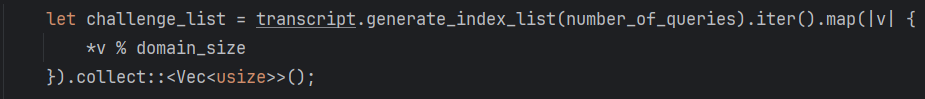 let challenge_list = transcript.generate_index_list(number_of_queries).iter().map(|v| {
*v % domain_size
}).collect::<Vec<usize>>();